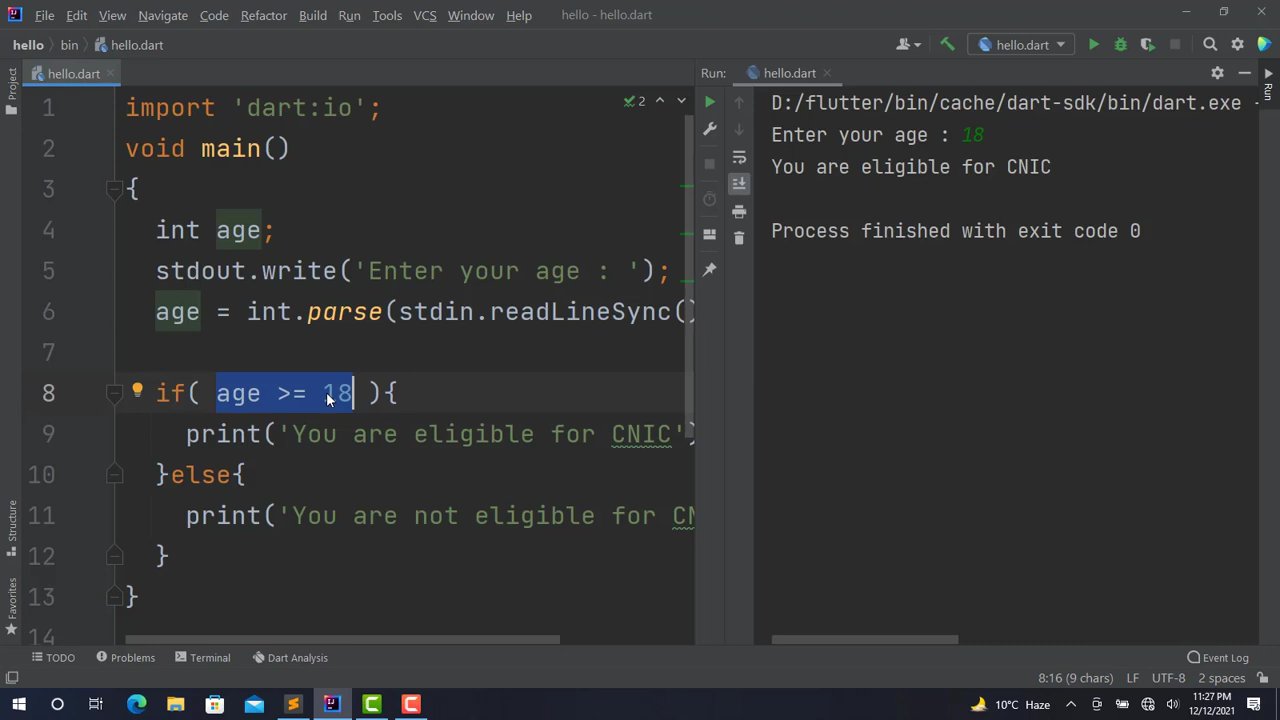 File Edit View Navigate Code Refactor Build Run Tools VCS Window Help hello - hello.dart
hello bin hello.dart hello.dart
hello.dart Run: hello.dart
Project
Run
2
1 import 'dart:io';
2 void main()
3 {
4 int age;
5 stdout.write('Enter your age : ');
6 age = int.parse(stdin.readLineSync()
7
8 if( age >= 18 ){
9 print('You are eligible for CNIC')
10 }else{
11 print('You are not eligible for CN
12 }
13 }
14
D:/flutter/bin/cache/dart-sdk/bin/dart.exe -
Enter your age : 18
You are eligible for CNIC
Process finished with exit code 0
Structure
Favorites
TODO Problems Terminal Dart Analysis Event Log
8:16 (9 chars) LF UTF-8 2 spaces
10°C Haze 11:27 PM
12/12/2021